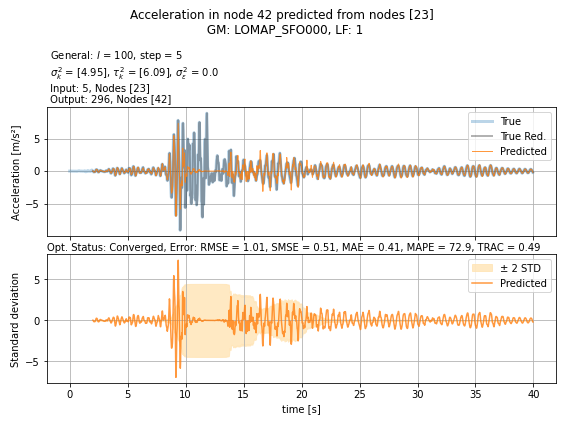 Acceleration in node 42 predicted from nodes [23]
GM: LOMAP_SFO000, LF: 1
General: l = 100, step = 5
σ²ₖ = [4.95], τ²ₖ = [6.09], σ²ᵣ = 0.0
Input: 5, Nodes [23]
Output: 296, Nodes [42]
Acceleration [m/s²]
5
0
−5
True
True Red.
Predicted
Opt. Status: Converged, Error: RMSE = 1.01, SMSE = 0.51, MAE = 0.41, MAPE = 72.9, TRAC = 0.49
Standard deviation
5
0
−5
± 2 STD
Predicted
0 5 10 15 20 25 30 35 40
time [s]